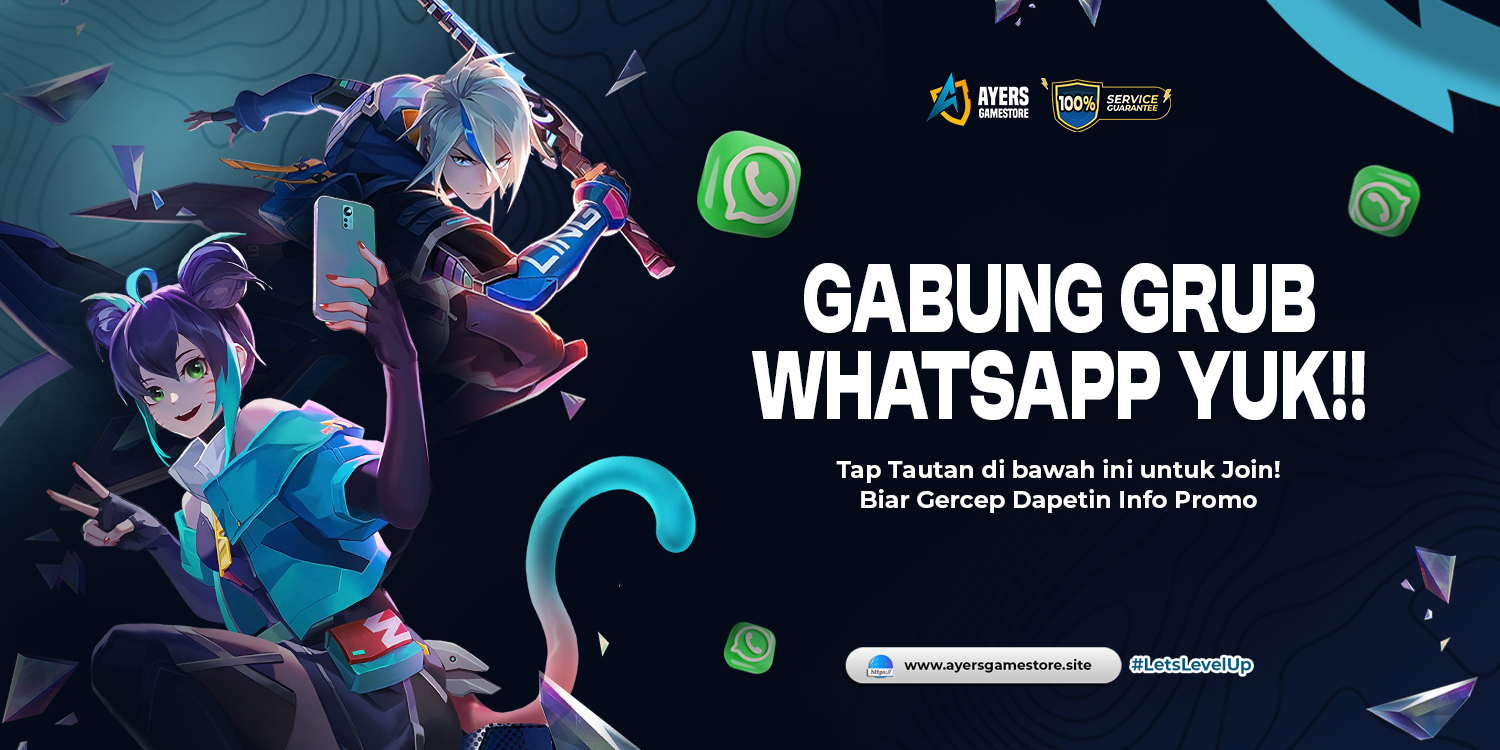 AYERS
GAMESTORE
100%
SERVICE
GUARANTEE
LING
GABUNG GRUB
WHATSAPP YUK!!
Tap Tautan di bawah ini untuk Join!
Biar Gercep Dapetin Info Promo
https://
www.ayersgamestore.site
#LetsLevelUp